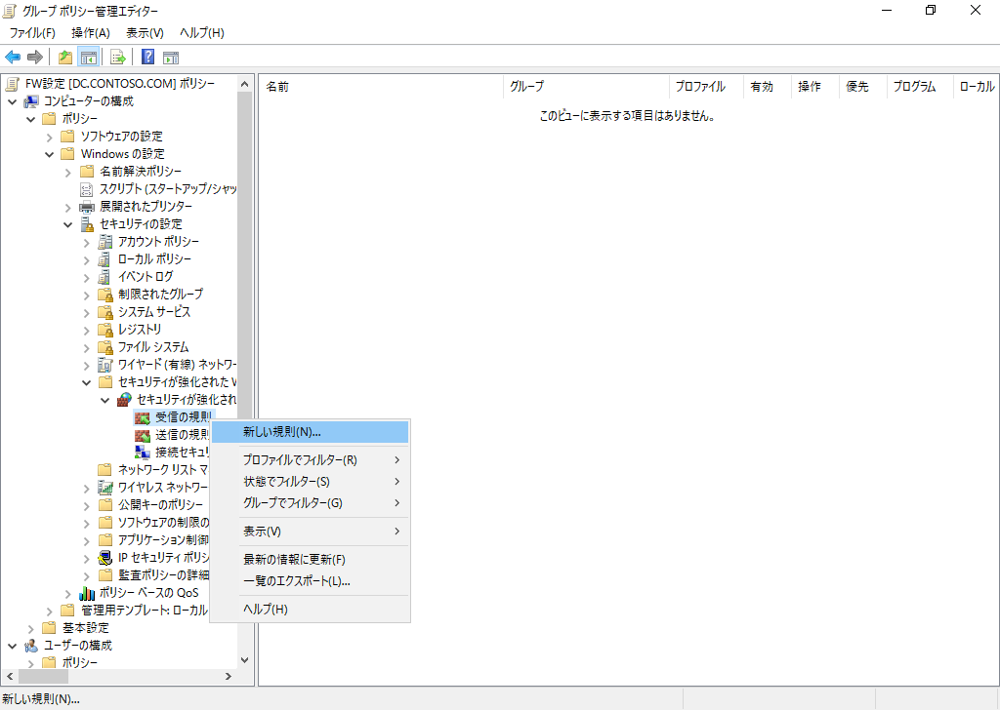 グループ ポリシー管理エディター
ファイル(F) 操作(A) 表示(V) ヘルプ(H)
FW設定 [DC.CONTOSO.COM] ポリシー
コンピューターの構成
ポリシー
ソフトウェアの設定
Windows の設定
名前解決ポリシー
スクリプト (スタートアップ/シャッ
展開されたプリンター
セキュリティの設定
アカウント ポリシー
ローカル ポリシー
イベント ログ
制限されたグループ
システム サービス
レジストリ
ファイル システム
ワイヤード (有線) ネットワー
セキュリティが強化された W
セキュリティが強化され
受信の規則
送信の規則
接続セキュリ
ネットワーク リスト マ
ワイヤレス ネットワー
公開キーのポリシー
ソフトウェアの制限の
アプリケーション制御
IP セキュリティ ポリシ
監査ポリシーの詳細
ポリシー ベースの QoS
管理用テンプレート: ローカル
基本設定
ユーザーの構成
ポリシー
名前 グループ プロファイル 有効 操作 優先 プログラム ローカル
このビューに表示する項目はありません。
新しい規則(N)...
プロファイルでフィルター(R)
状態でフィルター(S)
グループでフィルター(G)
表示(V)
最新の情報に更新(F)
一覧のエクスポート(L)...
ヘルプ(H)
新しい規則(N)...